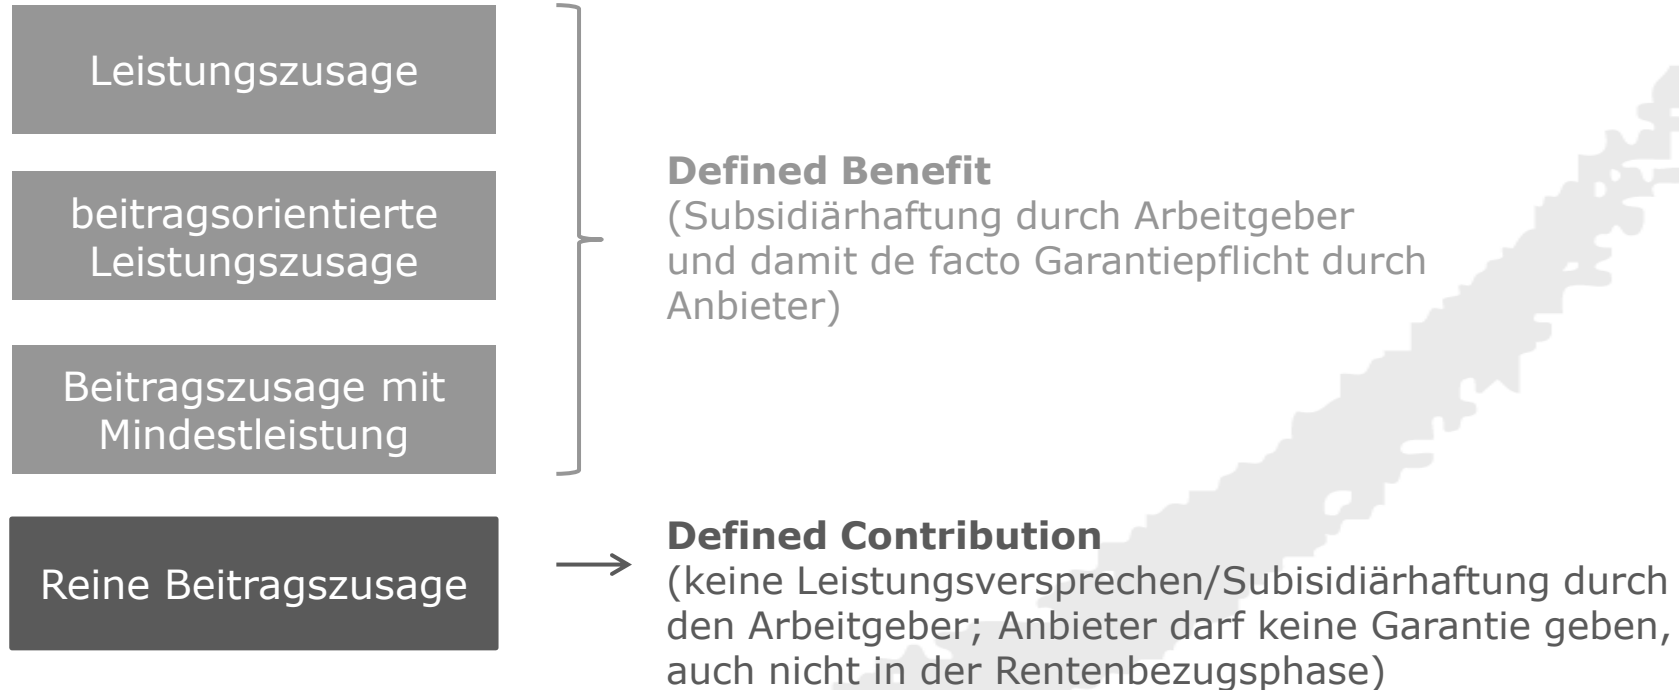 Leistungszusage
beitragsorientierte
Leistungszusage
Defined Benefit
(Subsidiärhaftung durch Arbeitgeber
und damit de facto Garantiepflicht durch
Anbieter)
Beitragszusage mit
Mindestleistung
Reine Beitragszusage
Defined Contribution
(keine Leistungsversprechen/Subisidiärhaftung durch
den Arbeitgeber; Anbieter darf keine Garantie geben,
auch nicht in der Rentenbezugsphase)